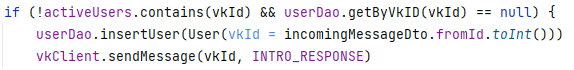 if (!activeUsers.contains(vkId) && userDao.getByVkID(vkId) == null) {
    userDao.insertUser(User(vkId = incomingMessageDto.fromId.toInt()))
    vkClient.sendMessage(vkId, INTRO_RESPONSE)